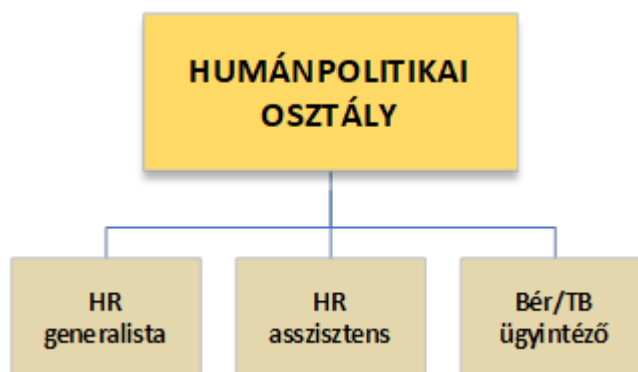 HUMÁNPOLITIKAI
OSZTÁLY
HR
generalista
HR
asszisztens
Bér/TB
ügyintéző